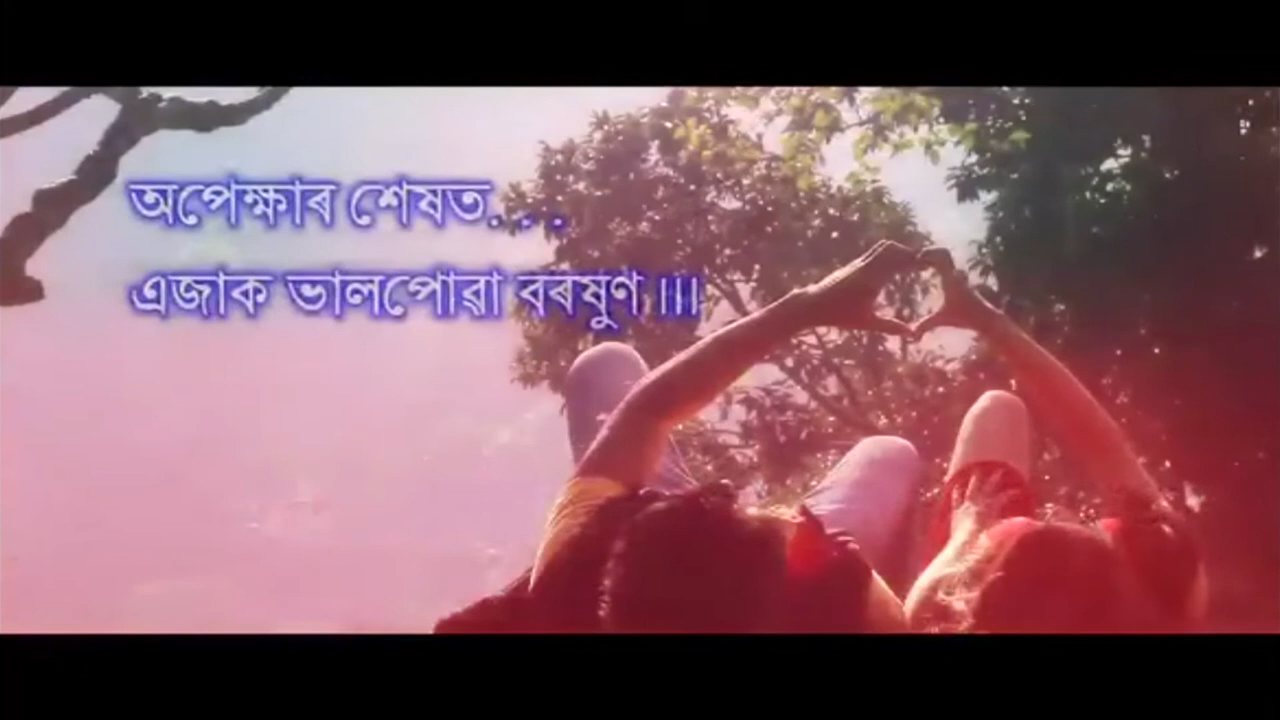 অপেক্ষাৰ শেষত. . .
এজাক ভালপোৱা বৰষুণ ।।।